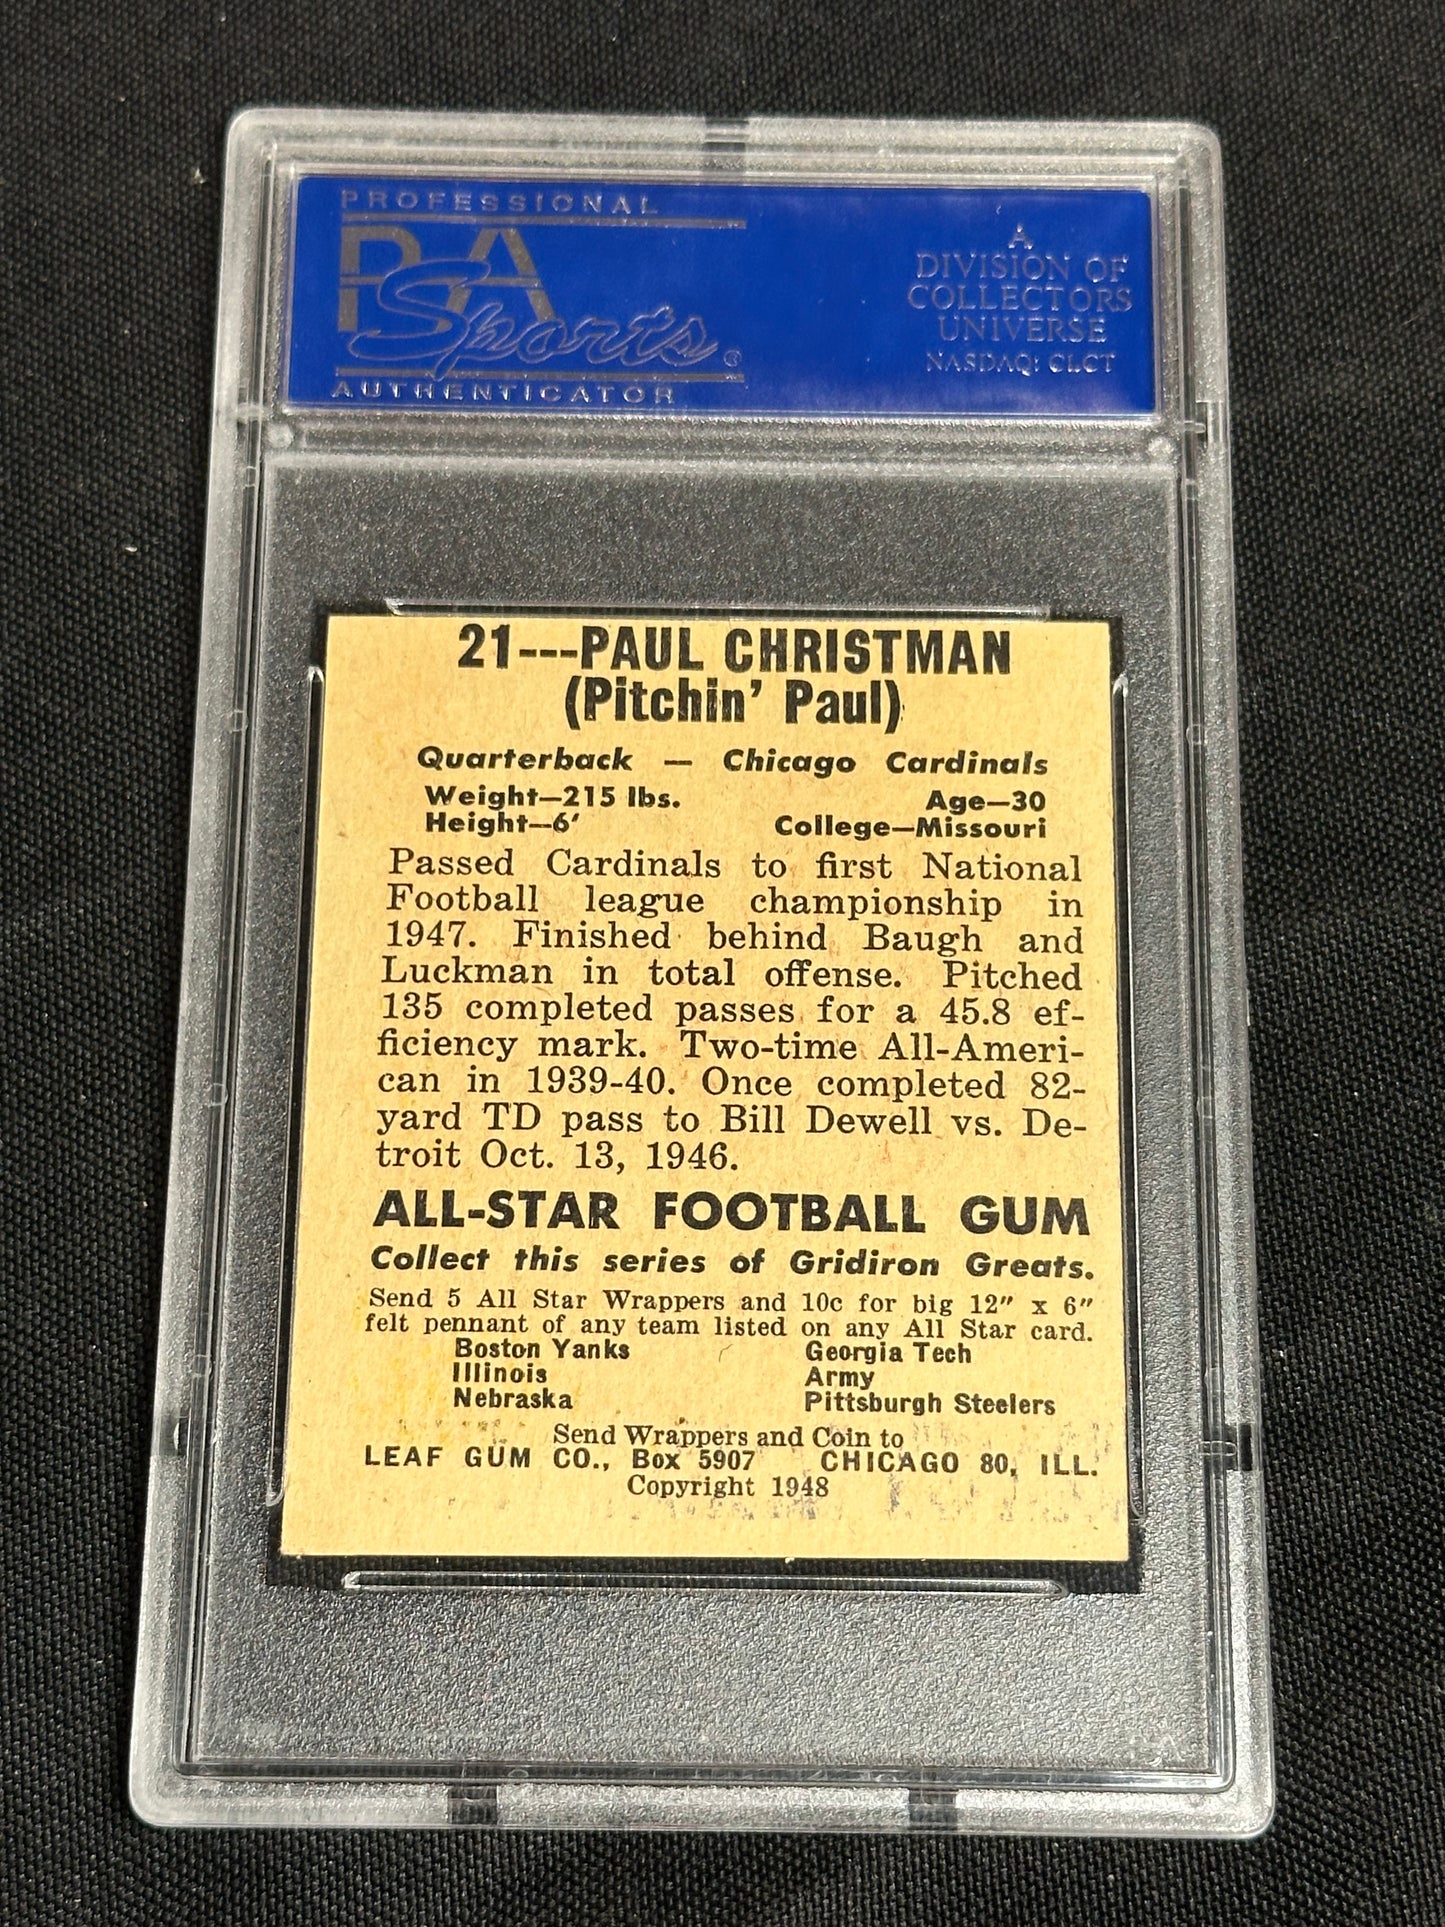 PROFESSIONAL
PSA
Sports®
AUTHENTICATOR
A
DIVISION OF
COLLECTORS
UNIVERSE
NASDAQ: CLCT
21---PAUL CHRISTMAN
(Pitchin' Paul)
Quarterback — Chicago Cardinals
Weight—215 lbs. Age—30
Height—6' College—Missouri
Passed Cardinals to first National
Football league championship in
1947. Finished behind Baugh and
Luckman in total offense. Pitched
135 completed passes for a 45.8 ef-
ficiency mark. Two-time All-Ameri-
can in 1939-40. Once completed 82-
yard TD pass to Bill Dewell vs. De-
troit Oct. 13, 1946.
ALL-STAR FOOTBALL GUM
Collect this series of Gridiron Greats.
Send 5 All Star Wrappers and 10c for big 12" x 6"
felt pennant of any team listed on any All Star card.
Boston Yanks Georgia Tech
Illinois Army
Nebraska Pittsburgh Steelers
Send Wrappers and Coin to
LEAF GUM CO., Box 5907 CHICAGO 80, ILL.
Copyright 1948